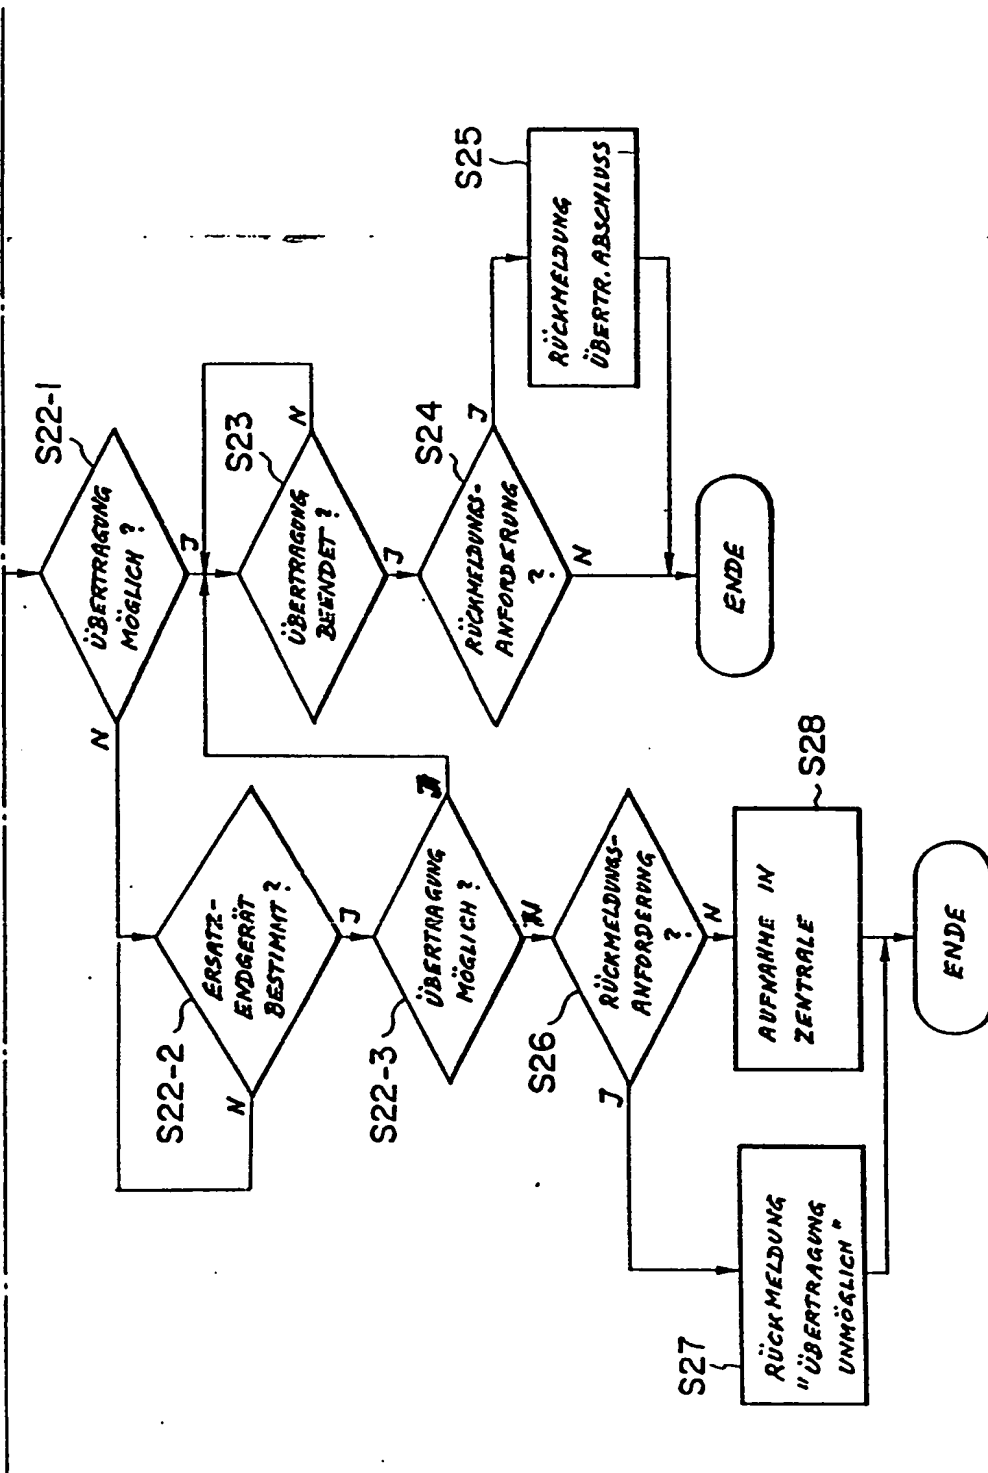 S22-1
ÜBERTRAGUNG
MÖGLICH ?
N
J
S22-2
ERSATZ-
ENDGERÄT
BESTIMMT ?
N
J
S23
ÜBERTRAGUNG
BEENDET ?
N
J
S22-3
ÜBERTRAGUNG
MÖGLICH ?
J
N
S24
RÜCKMELDUNGS-
ANFORDERUNG
?
J
N
S25
RÜCKMELDUNG
ÜBERTR. ABSCHLUSS
ENDE
S26
RÜCKMELDUNGS-
ANFORDERUNG
?
J
N
S27
RÜCKMELDUNG
"ÜBERTRAGUNG
UNMÖGLICH"
S28
AUFNAHME IN
ZENTRALE
ENDE